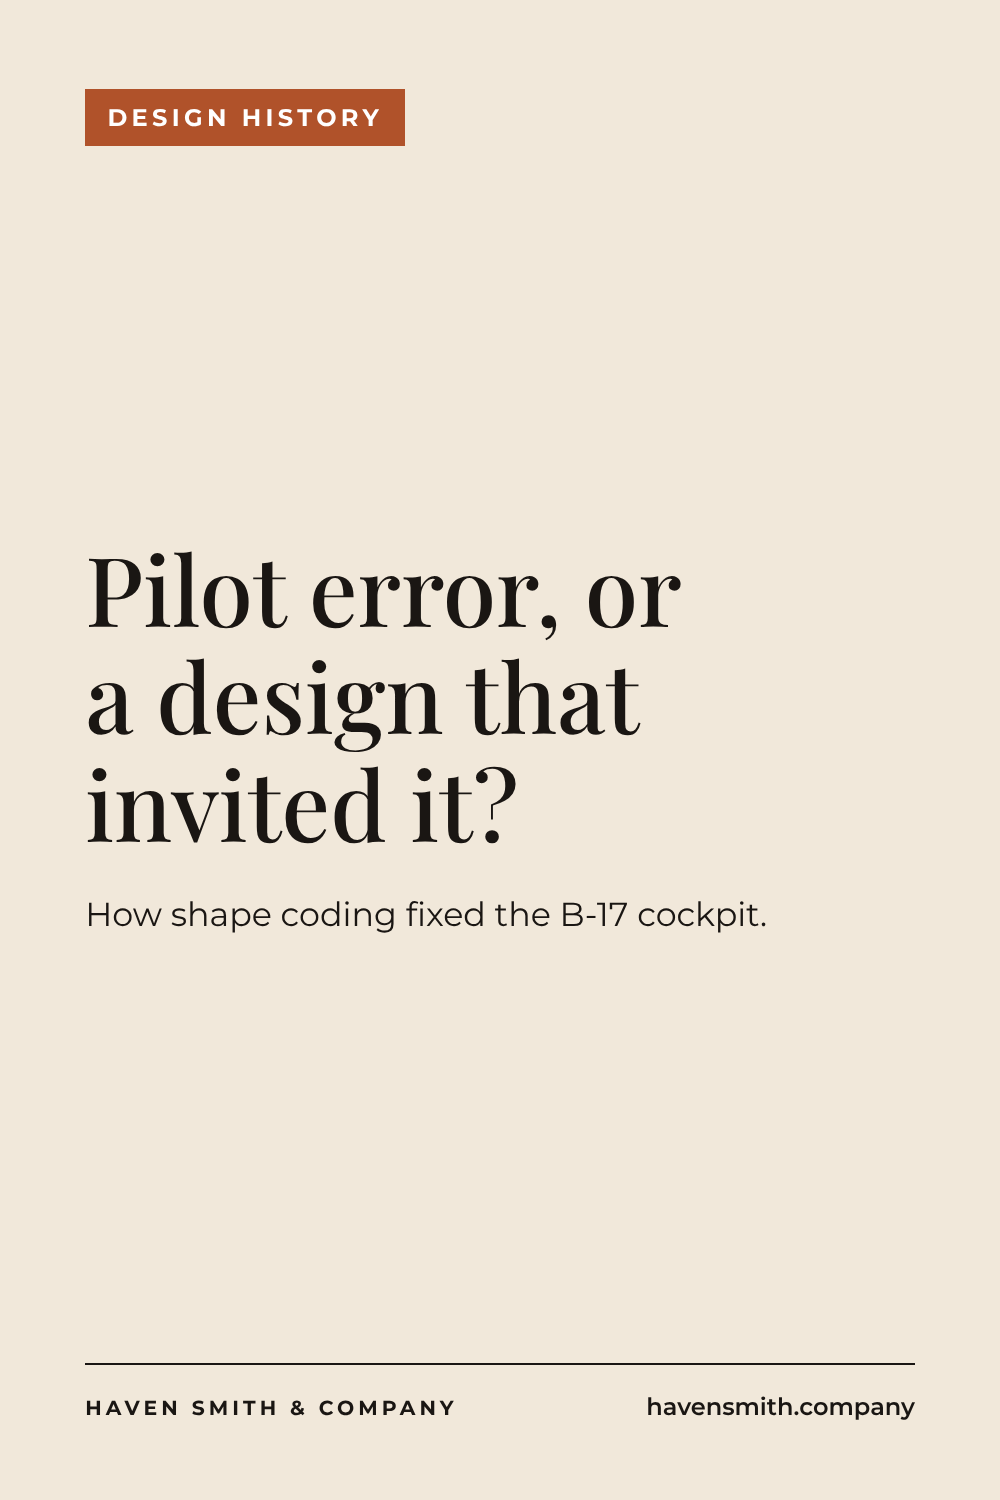 DESIGN HISTORY
Pilot error, or
a design that
invited it?
How shape coding fixed the B-17 cockpit.
HAVEN SMITH & COMPANY
havensmith.company